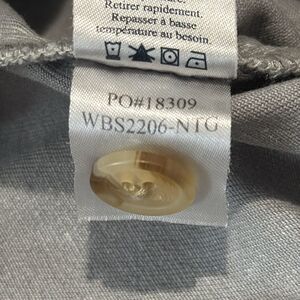 Retirer rapidement.
Repasser à basse
température au besoin.
PO#18309
WBS2206-NTG